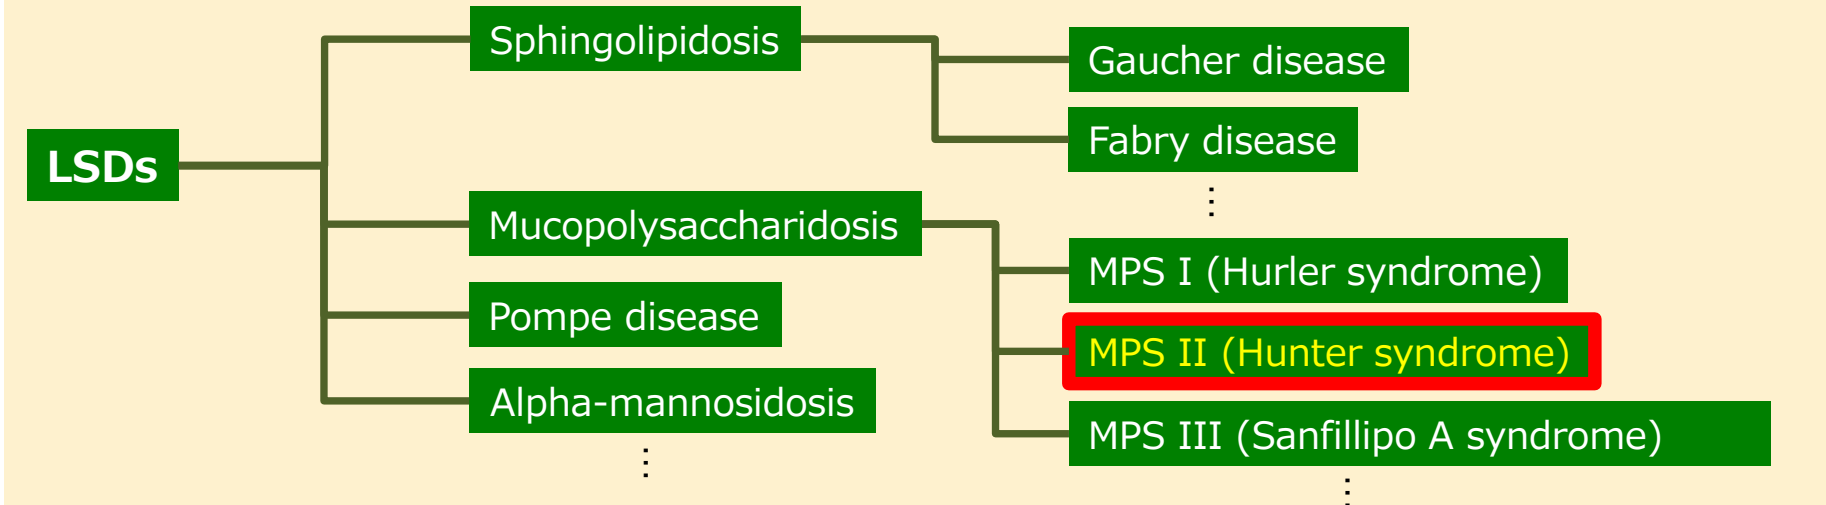 LSDs
Sphingolipidosis
Gaucher disease
Fabry disease
⋮
Mucopolysaccharidosis
MPS I (Hurler syndrome)
MPS II (Hunter syndrome)
MPS III (Sanfillipo A syndrome)
⋮
Pompe disease
Alpha-mannosidosis
⋮